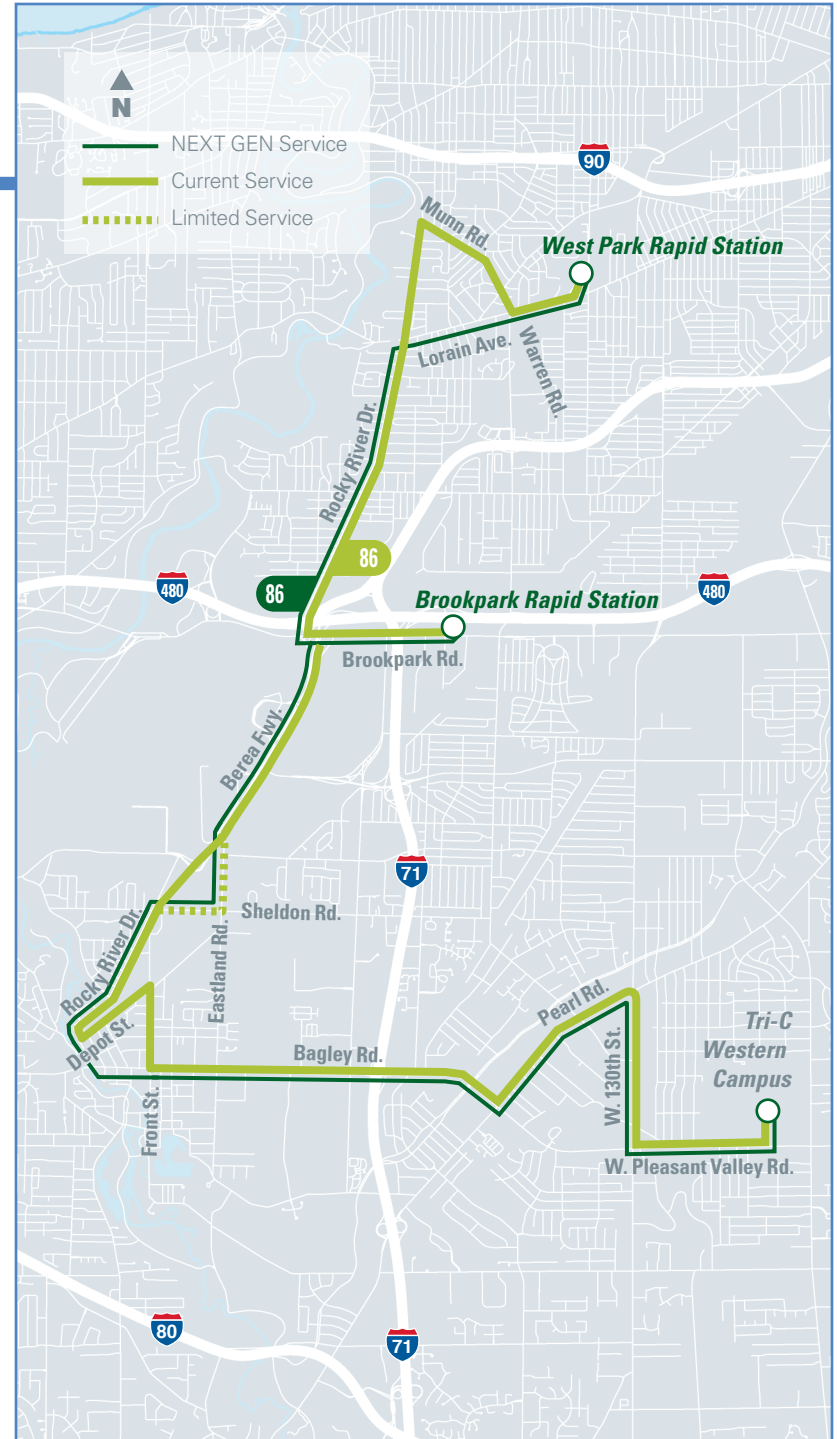 N
NEXT GEN Service
Current Service
Limited Service
90
Munn Rd.
West Park Rapid Station
Lorain Ave.
Warren Rd.
Rocky River Dr.
86
86
480
480
Brookpark Rapid Station
Brookpark Rd.
Berea Fwy.
71
Sheldon Rd.
Eastland Rd.
Rocky River Dr.
Depot St.
Front St.
Bagley Rd.
Pearl Rd.
W. 130th St.
Tri-C
Western
Campus
W. Pleasant Valley Rd.
80
71